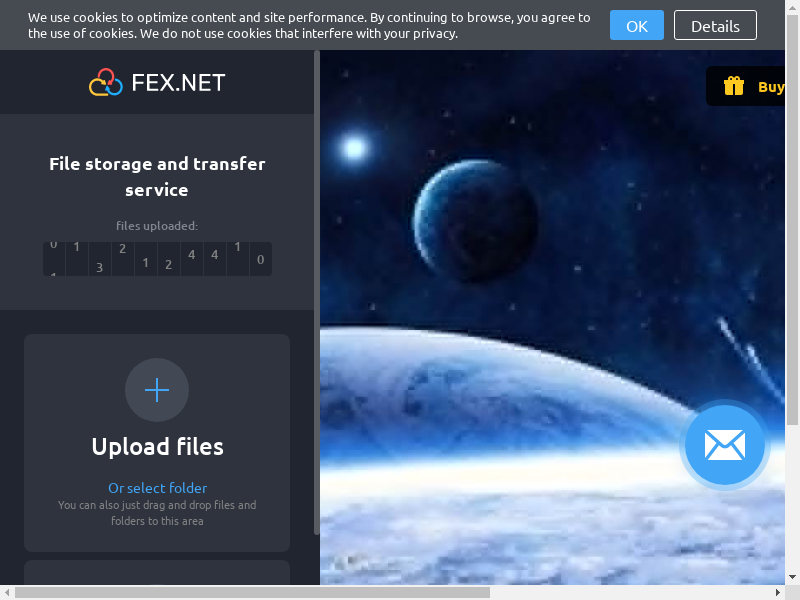 We use cookies to optimize content and site performance. By continuing to browse, you agree to
the use of cookies. We do not use cookies that interfere with your privacy.
OK
Details
FEX.NET
Buy
File storage and transfer
service
files uploaded:
0 1 3 2 1 2 4 4 1 0
Upload files
Or select folder
You can also just drag and drop files and
folders to this area